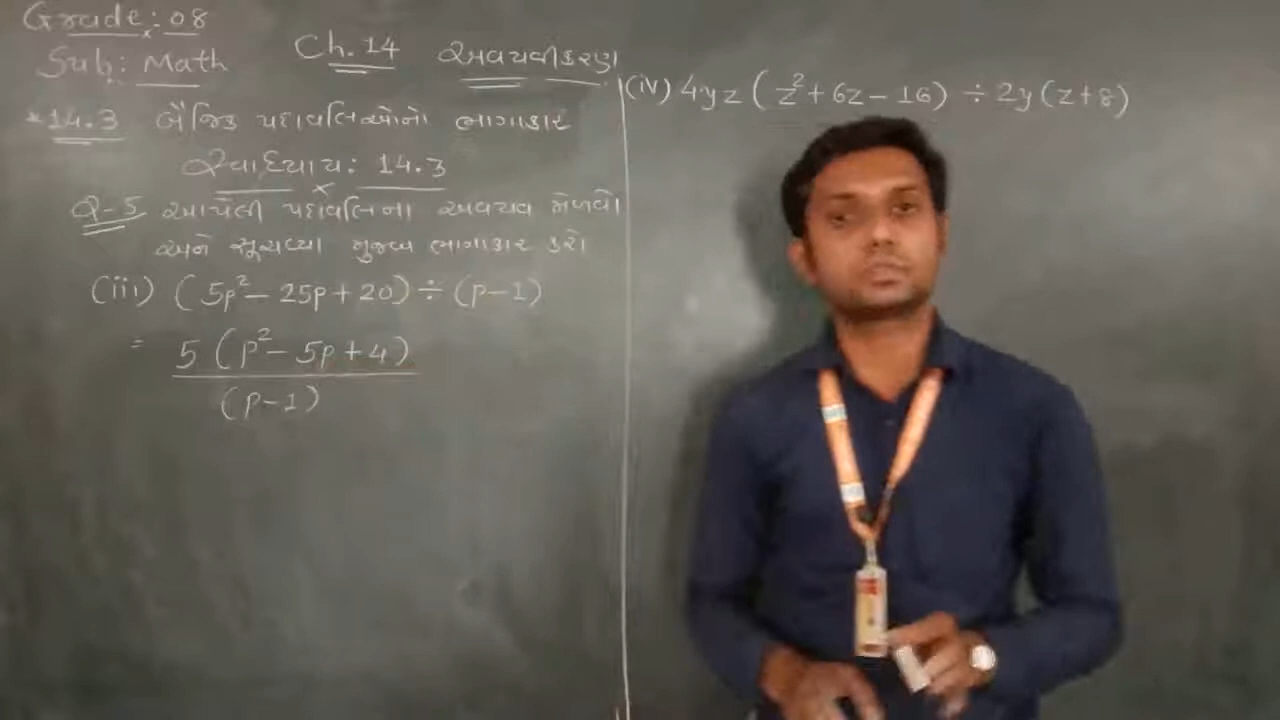 Grade: 08
Sub: Math
Ch. 14 અવયવીકરણ
*14.3 બૈજિક પદાવલિઓનો ભાગાકાર
સ્વાધ્યાય: 14.3
Q-5 આપેલી પદાવલિના અવયવ મેળવો
અને સૂચવ્યા મુજબ ભાગાકાર કરો
(iii) (5p² - 25p + 20) ÷ (p-1)
= 5 (p² - 5p + 4)
(p-1)
(iv) 4yz (z² + 6z - 16) ÷ 2y (z+8)